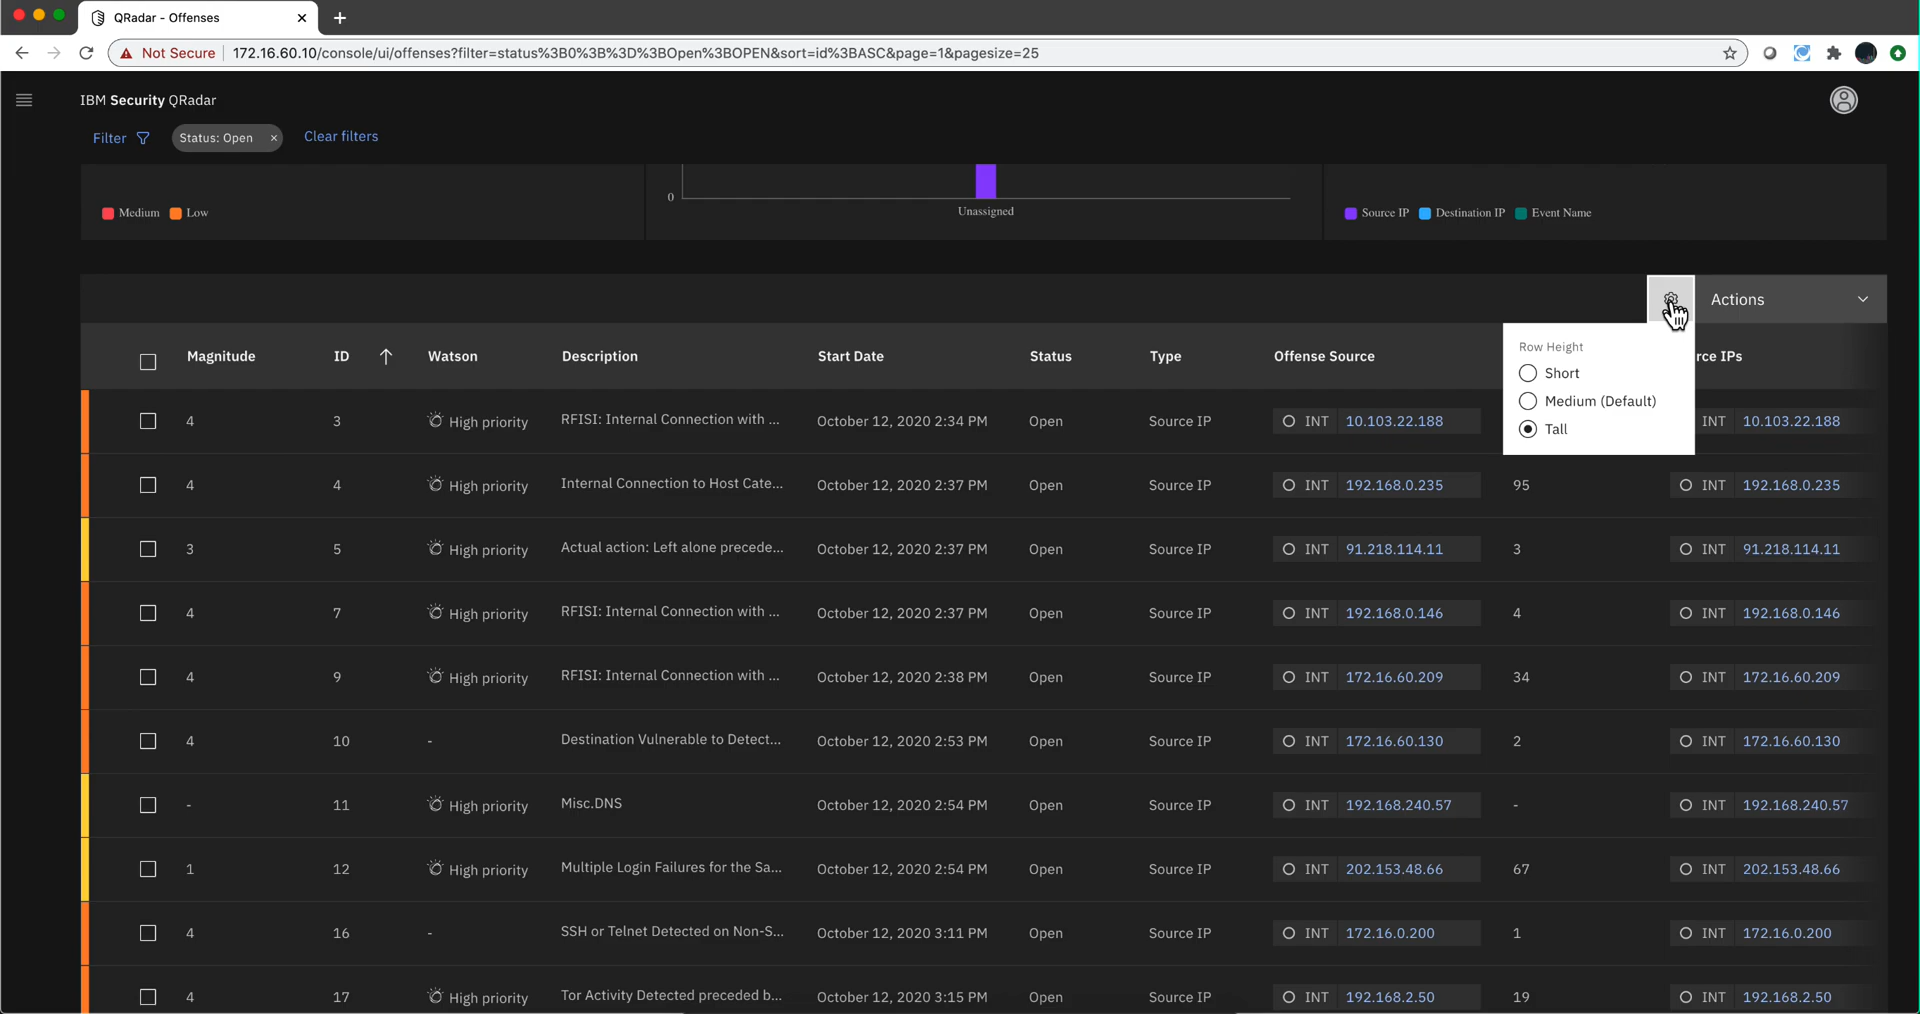 QRadar - Offenses
Not Secure 172.16.60.10/console/ui/offenses?filter=status%3B0%3B%3D%3BOpen%3BOPEN&sort=id%3BASC&page=1&pagesize=25
IBM Security QRadar
Filter Status: Open × Clear filters
0
Unassigned
Medium Low
Source IP Destination IP Event Name
Actions
Magnitude ID Watson Description Start Date Status Type Offense Source rce IPs
Row Height
Short
Medium (Default)
Tall
4 3 High priority RFISI: Internal Connection with ... October 12, 2020 2:34 PM Open Source IP INT 10.103.22.188 INT 10.103.22.188
4 4 High priority Internal Connection to Host Cate... October 12, 2020 2:37 PM Open Source IP INT 192.168.0.235 95 INT 192.168.0.235
3 5 High priority Actual action: Left alone precede... October 12, 2020 2:37 PM Open Source IP INT 91.218.114.11 3 INT 91.218.114.11
4 7 High priority RFISI: Internal Connection with ... October 12, 2020 2:37 PM Open Source IP INT 192.168.0.146 4 INT 192.168.0.146
4 9 High priority RFISI: Internal Connection with ... October 12, 2020 2:38 PM Open Source IP INT 172.16.60.209 34 INT 172.16.60.209
4 10 - Destination Vulnerable to Detect... October 12, 2020 2:53 PM Open Source IP INT 172.16.60.130 2 INT 172.16.60.130
- 11 High priority Misc.DNS October 12, 2020 2:54 PM Open Source IP INT 192.168.240.57 - INT 192.168.240.57
1 12 High priority Multiple Login Failures for the Sa... October 12, 2020 2:54 PM Open Source IP INT 202.153.48.66 67 INT 202.153.48.66
4 16 - SSH or Telnet Detected on Non-S... October 12, 2020 3:11 PM Open Source IP INT 172.16.0.200 1 INT 172.16.0.200
4 17 High priority Tor Activity Detected preceded b... October 12, 2020 3:15 PM Open Source IP INT 192.168.2.50 19 INT 192.168.2.50